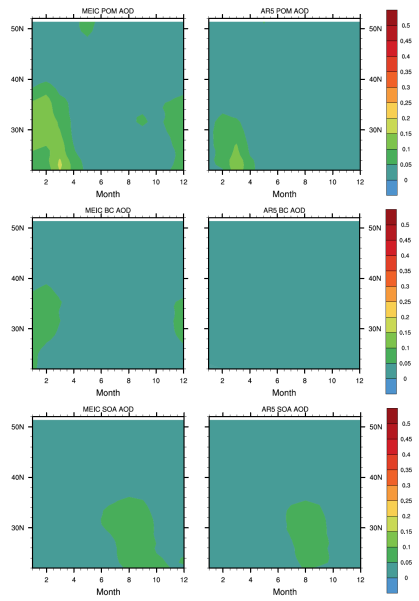 MEIC POM AOD
AR5 POM AOD
50N
40N
30N
2 4 6 8 10 12
Month
50N
40N
30N
2 4 6 8 10 12
Month
0.5
0.45
0.4
0.35
0.3
0.25
0.2
0.15
0.1
0.05
0
MEIC BC AOD
AR5 BC AOD
50N
40N
30N
2 4 6 8 10 12
Month
50N
40N
30N
2 4 6 8 10 12
Month
0.5
0.45
0.4
0.35
0.3
0.25
0.2
0.15
0.1
0.05
0
MEIC SOA AOD
AR5 SOA AOD
50N
40N
30N
2 4 6 8 10 12
Month
50N
40N
30N
2 4 6 8 10 12
Month
0.5
0.45
0.4
0.35
0.3
0.25
0.2
0.15
0.1
0.05
0